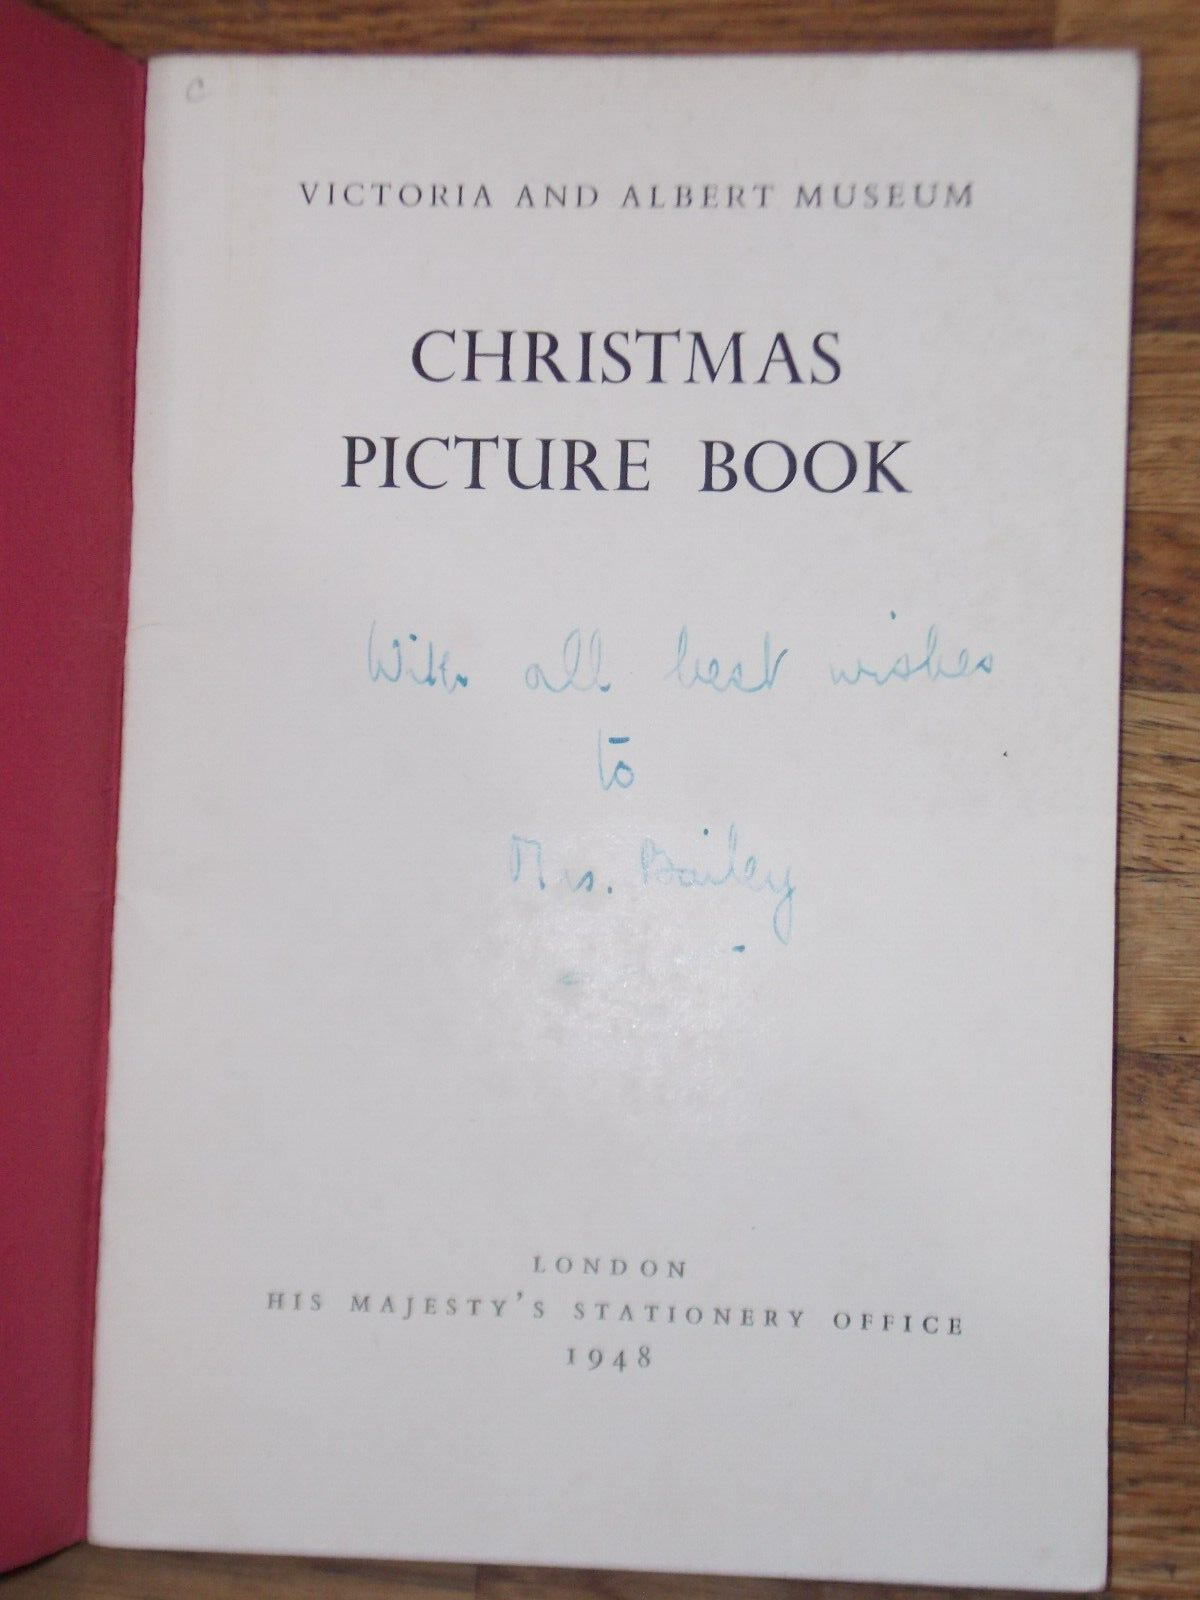 C
VICTORIA AND ALBERT MUSEUM
CHRISTMAS
PICTURE BOOK
With all best wishes
to
Mrs. Bailey
LONDON
HIS MAJESTY'S STATIONERY OFFICE
1948